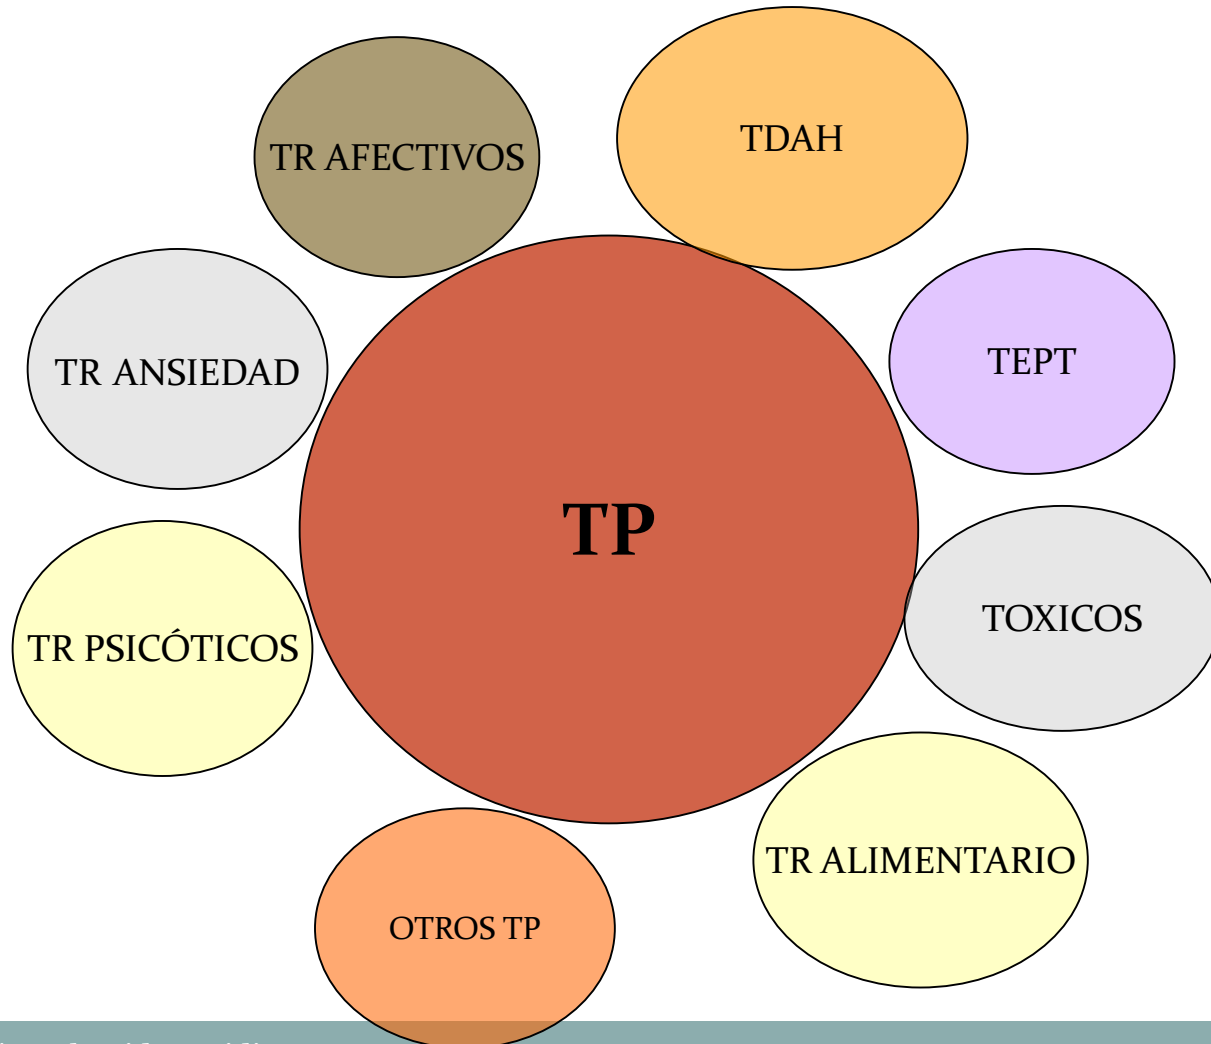 TR AFECTIVOS
TDAH
TR ANSIEDAD
TEPT
TP
TOXICOS
TR PSICÓTICOS
TR ALIMENTARIO
OTROS TP